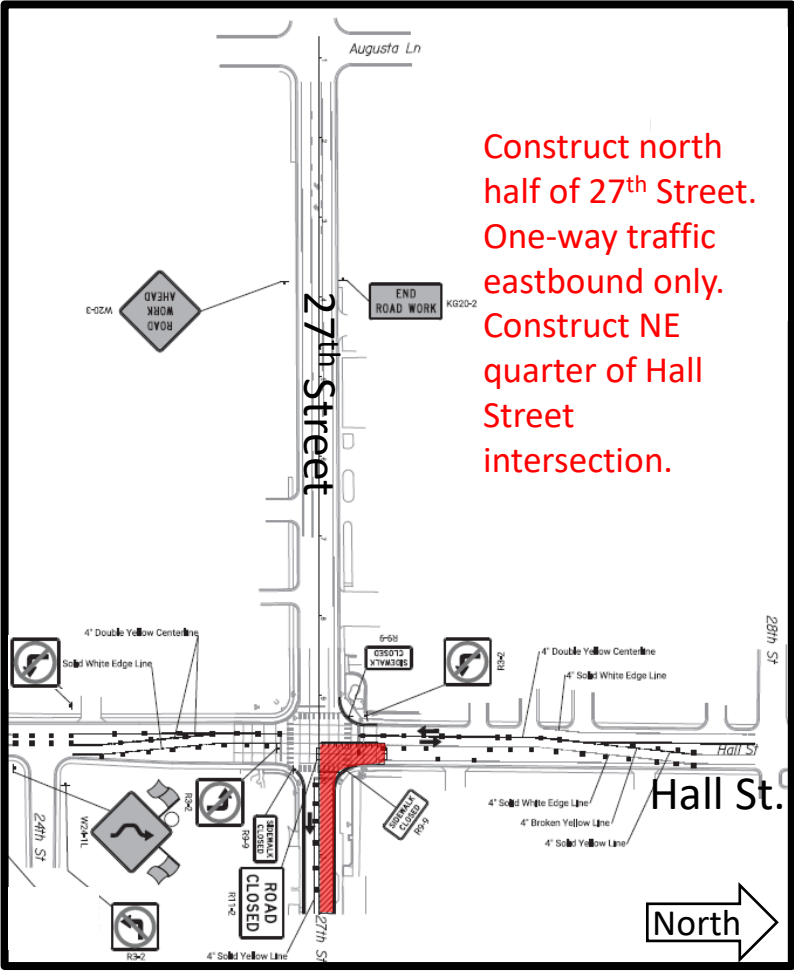 Augusta Ln
Construct north
half of 27th Street.
One-way traffic
eastbound only.
Construct NE
quarter of Hall
Street
intersection.
W20-3
ROAD
WORK
AHEAD
END
ROAD WORK
KG20-2
27th Street
28th St
R9-9
SIDEWALK
CLOSED
R3-2
4" Double Yellow Centerline
Solid White Edge Line
4" Double Yellow Centerline
4" Solid White Edge Line
Hall St
Hall St.
24th St
W24-1L
R3-2
R9-9
SIDEWALK
CLOSED
R11-2
ROAD
CLOSED
SIDEWALK
CLOSED
R9-9
4" Solid White Edge Line
4" Broken Yellow Line
4" Solid Yellow Line
R3-2
4" Solid Yellow Line
27th St
North